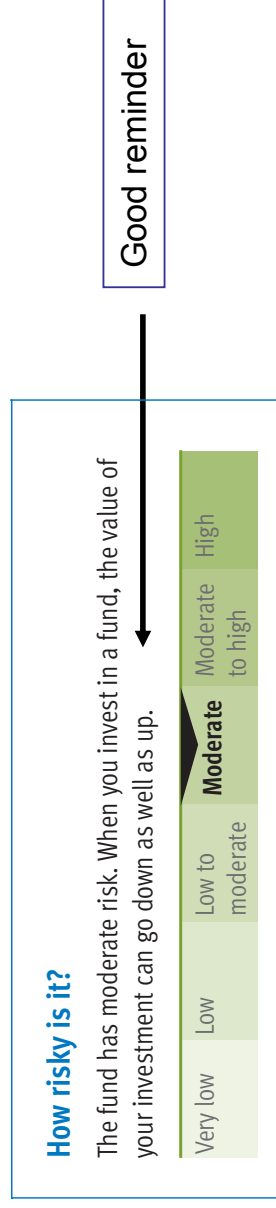 How risky is it?
The fund has moderate risk. When you invest in a fund, the value of
your investment can go down as well as up.
Very low
Low
Low to
moderate
Moderate
Moderate
to high
High
Good reminder